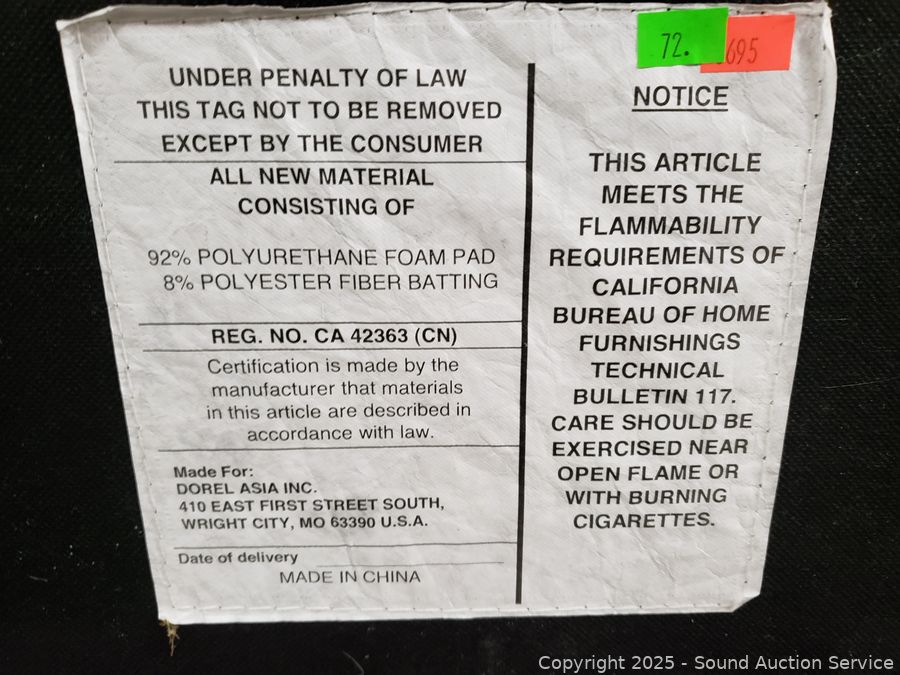 UNDER PENALTY OF LAW
THIS TAG NOT TO BE REMOVED
EXCEPT BY THE CONSUMER
ALL NEW MATERIAL
CONSISTING OF
92% POLYURETHANE FOAM PAD
8% POLYESTER FIBER BATTING
REG. NO. CA 42363 (CN)
Certification is made by the
manufacturer that materials
in this article are described in
accordance with law.
Made For:
DOREL ASIA INC.
410 EAST FIRST STREET SOUTH,
WRIGHT CITY, MO 63390 U.S.A.
Date of delivery
MADE IN CHINA
72.
695
NOTICE
THIS ARTICLE
MEETS THE
FLAMMABILITY
REQUIREMENTS OF
CALIFORNIA
BUREAU OF HOME
FURNISHINGS
TECHNICAL
BULLETIN 117.
CARE SHOULD BE
EXERCISED NEAR
OPEN FLAME OR
WITH BURNING
CIGARETTES.
Copyright 2025 - Sound Auction Service